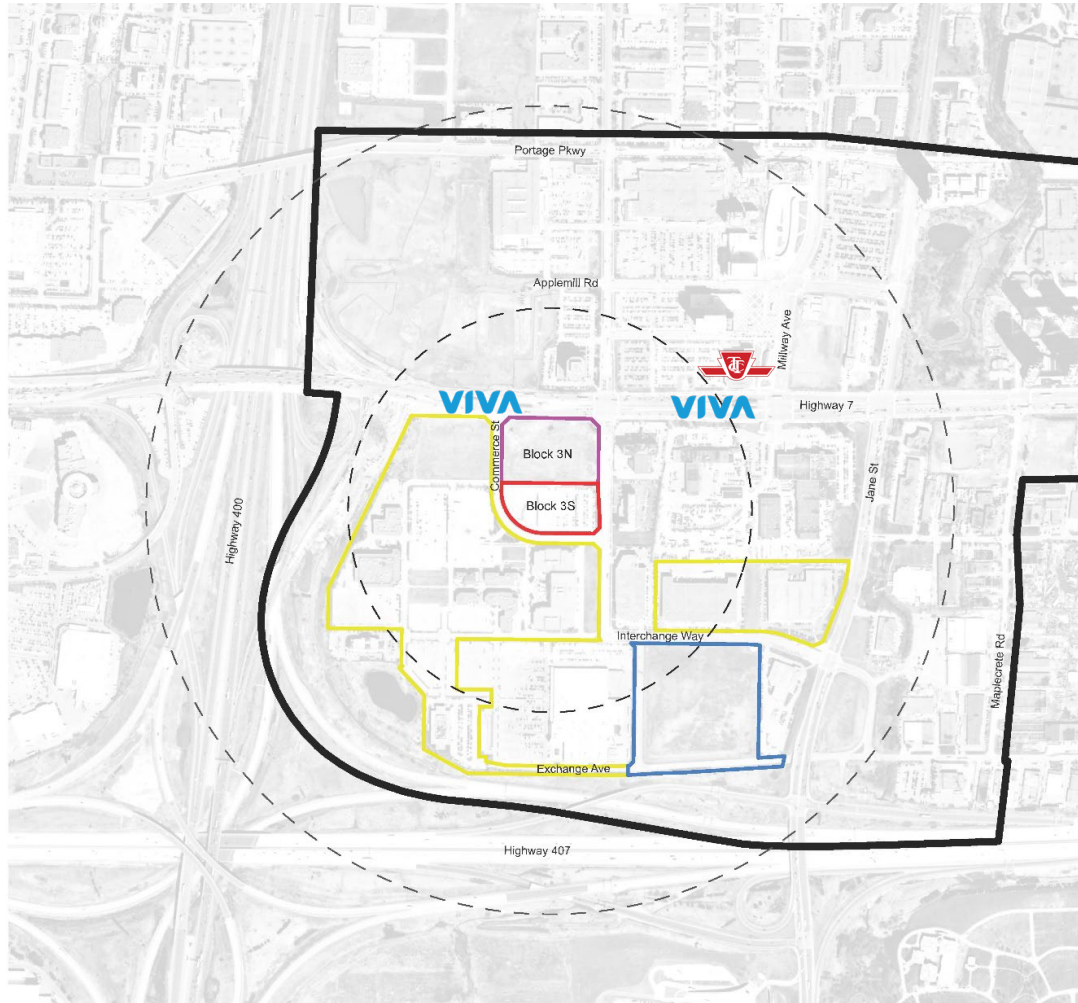 Portage Pkwy
Applemill Rd
Millway Ave
TTC
VIVA
VIVA
Highway 7
Commerce St
Block 3N
Block 3S
Jane St
Highway 400
Interchange Way
Maplecrete Rd
Exchange Ave
Highway 407